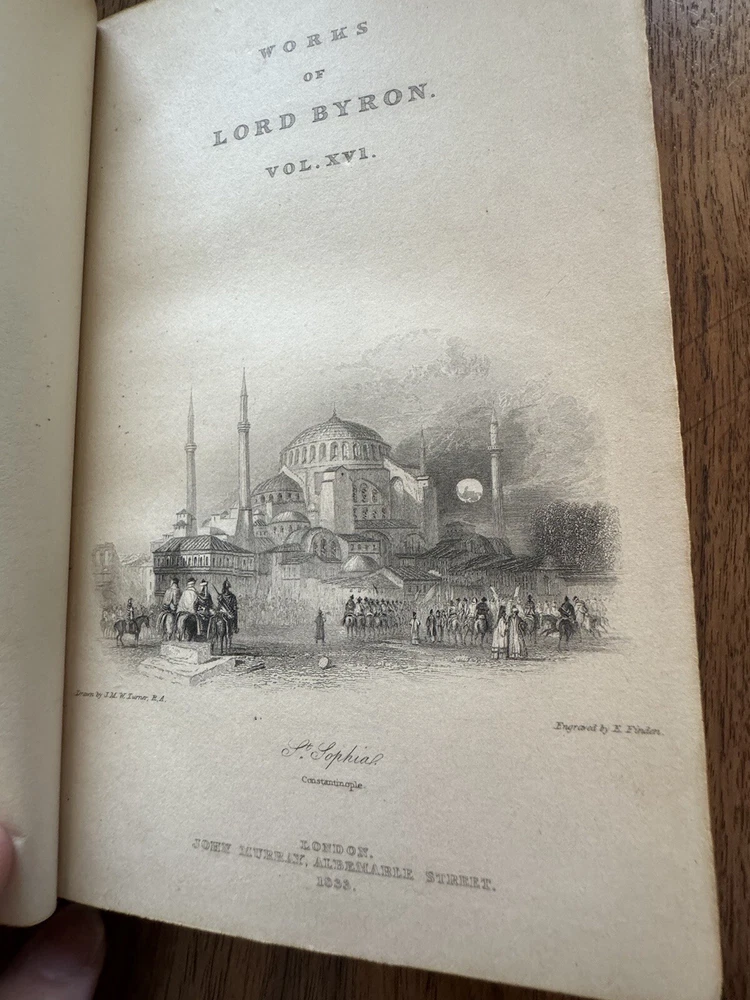 WORKS
OF
LORD BYRON.
VOL. XVI.
Drawn by J. M. W. Turner, R.A.
Engraved by E. Finden.
St. Sophia.
Constantinople.
LONDON,
JOHN MURRAY, ALBEMARLE STREET.
1833.